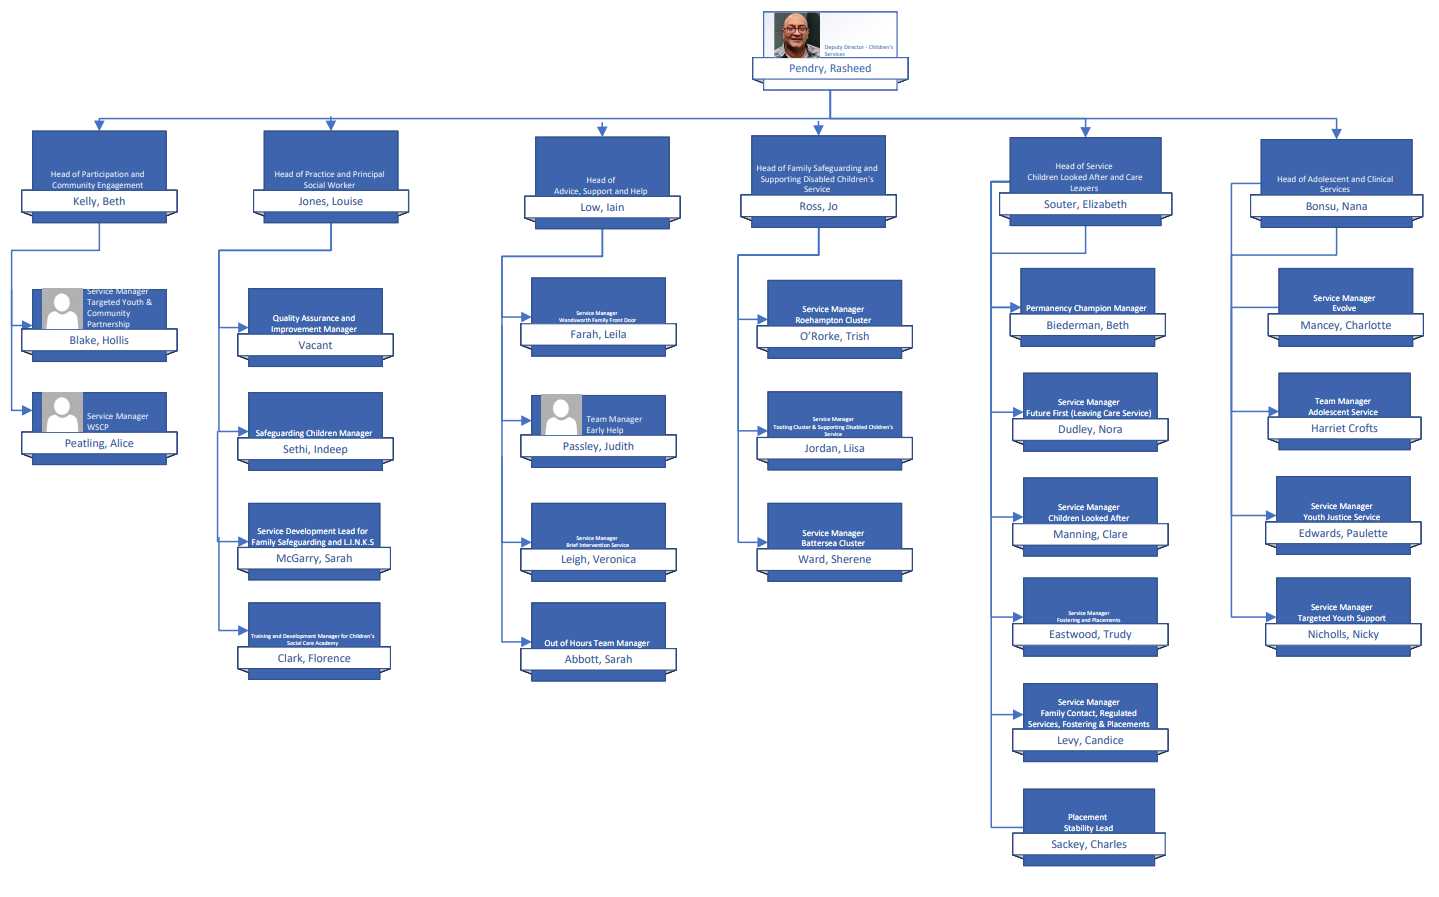 Deputy Director - Children's
Services
Pendry, Rasheed
Head of Participation and
Community Engagement
Kelly, Beth
Head of Practice and Principal
Social Worker
Jones, Louise
Head of
Advice, Support and Help
Low, Iain
Head of Family Safeguarding and
Supporting Disabled Children's
Service
Ross, Jo
Head of Service
Children Looked After and Care
Leavers
Souter, Elizabeth
Head of Adolescent and Clinical
Services
Bonsu, Nana
Service Manager
Targeted Youth &
Community
Partnership
Blake, Hollis
Service Manager
WSCP
Peatling, Alice
Quality Assurance and
Improvement Manager
Vacant
Safeguarding Children Manager
Sethi, Indeep
Service Development Lead for
Family Safeguarding and L.I.N.K.S
McGarry, Sarah
Training and Development Manager for Children's
Social Care Academy
Clark, Florence
Service Manager
Wandsworth Family Front Door
Farah, Leila
Team Manager
Early Help
Passley, Judith
Service Manager
Brief Intervention Service
Leigh, Veronica
Out of Hours Team Manager
Abbott, Sarah
Service Manager
Roehampton Cluster
O'Rorke, Trish
Service Manager
Tooting Cluster & Supporting Disabled Children's
Service
Jordan, Liisa
Service Manager
Battersea Cluster
Ward, Sherene
Permanency Champion Manager
Biederman, Beth
Service Manager
Future First (Leaving Care Service)
Dudley, Nora
Service Manager
Children Looked After
Manning, Clare
Service Manager
Fostering and Placements
Eastwood, Trudy
Service Manager
Family Contact, Regulated
Services, Fostering & Placements
Levy, Candice
Placement
Stability Lead
Sackey, Charles
Service Manager
Evolve
Mancey, Charlotte
Team Manager
Adolescent Service
Harriet Crofts
Service Manager
Youth Justice Service
Edwards, Paulette
Service Manager
Targeted Youth Support
Nicholls, Nicky